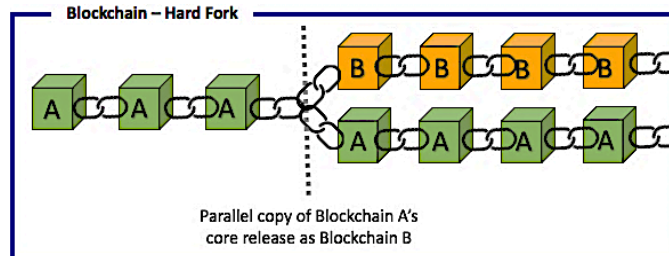 Blockchain – Hard Fork
B B B B
A A A
A A A A
Parallel copy of Blockchain A's
core release as Blockchain B